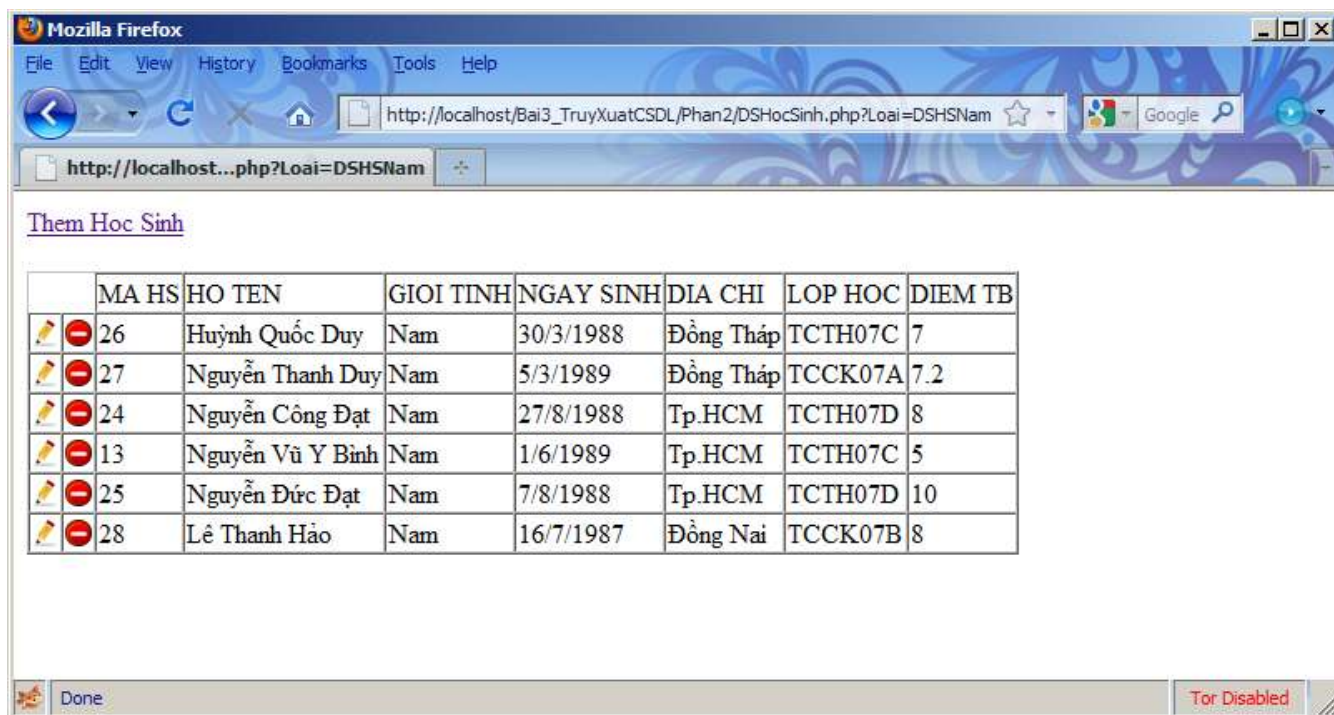 Mozilla Firefox
File Edit View History Bookmarks Tools Help
http://localhost/Bai3_TruyXuatCSDL/Phan2/DSHocSinh.php?Loai=DSHSNam Google
http://localhost...php?Loai=DSHSNam
Them Hoc Sinh
MA HS HO TEN GIOI TINH NGAY SINH DIA CHI LOP HOC DIEM TB
26 Huỳnh Quốc Duy Nam 30/3/1988 Đồng Tháp TCTH07C 7
27 Nguyễn Thanh Duy Nam 5/3/1989 Đồng Tháp TCCK07A 7.2
24 Nguyễn Công Đạt Nam 27/8/1988 Tp.HCM TCTH07D 8
13 Nguyễn Vũ Y Bình Nam 1/6/1989 Tp.HCM TCTH07C 5
25 Nguyễn Đức Đạt Nam 7/8/1988 Tp.HCM TCTH07D 10
28 Lê Thanh Hảo Nam 16/7/1987 Đồng Nai TCCK07B 8
Done Tor Disabled